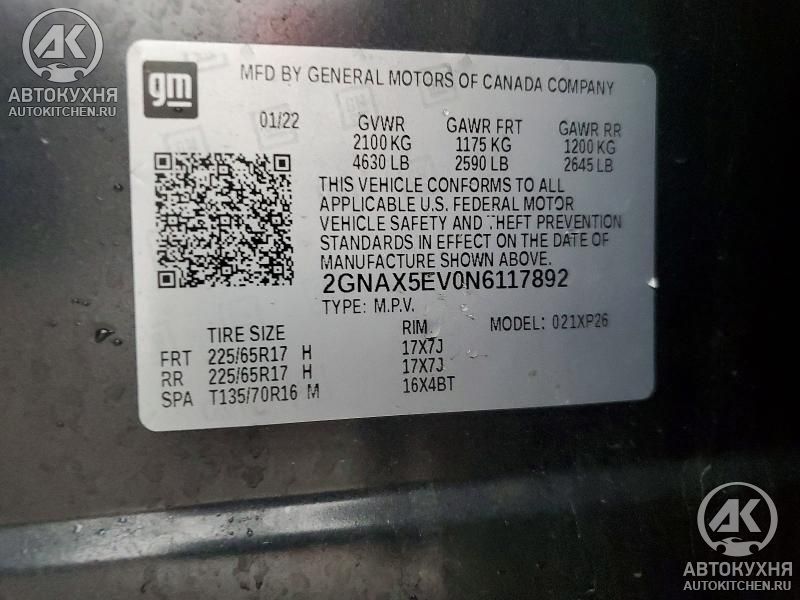 AK
АВТОКУХНЯ
AUTOKITCHEN.RU
gm
MFD BY GENERAL MOTORS OF CANADA COMPANY
01/22 GVWR GAWR FRT GAWR RR
2100 KG 1175 KG 1200 KG
4630 LB 2590 LB 2645 LB
THIS VEHICLE CONFORMS TO ALL
APPLICABLE U.S. FEDERAL MOTOR
VEHICLE SAFETY AND THEFT PREVENTION
STANDARDS IN EFFECT ON THE DATE OF
MANUFACTURE SHOWN ABOVE.
2GNAX5EV0N6117892
TYPE: M.P.V.
TIRE SIZE RIM. MODEL: 021XP26
FRT 225/65R17 H 17X7J
RR 225/65R17 H 17X7J
SPA T135/70R16 M 16X4BT
AK
АВТОКУХНЯ
AUTOKITCHEN.RU